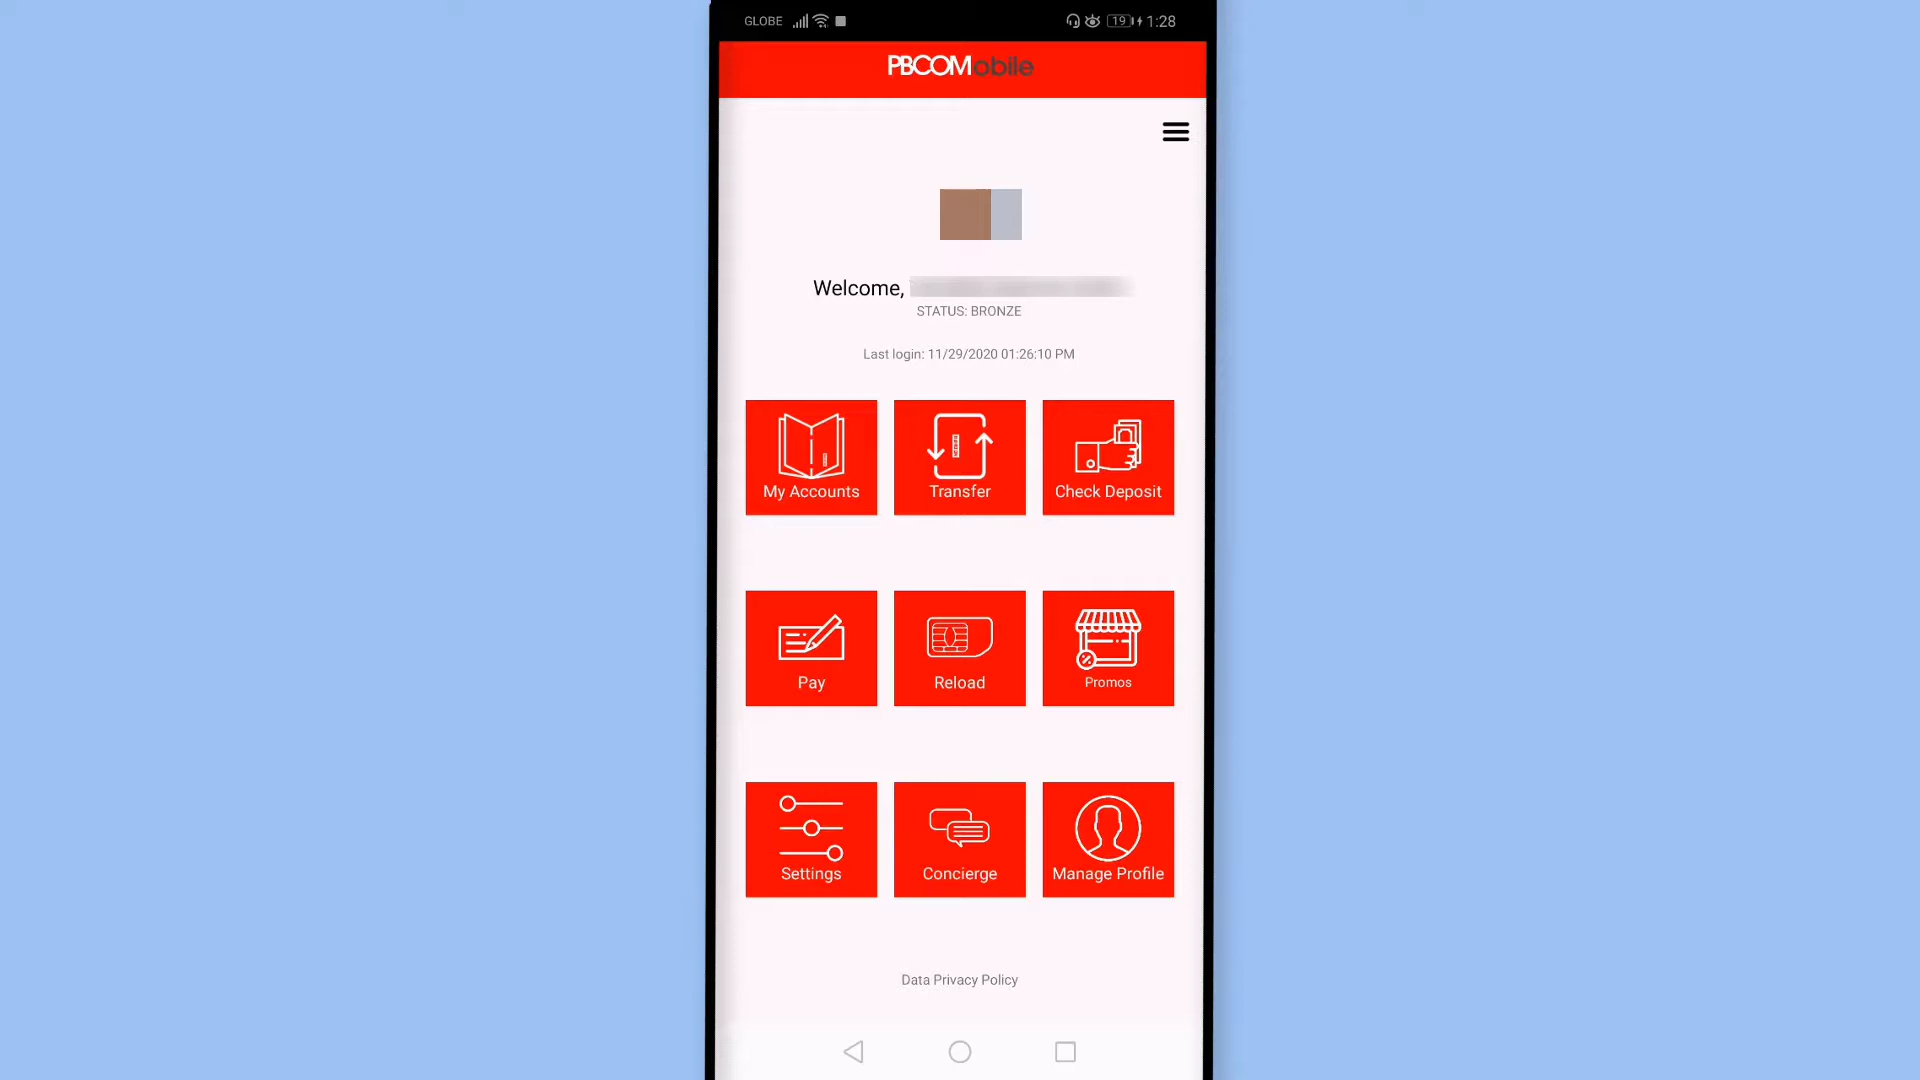 GLOBE 19 1:28
PBCOMobile
Welcome,
STATUS: BRONZE
Last login: 11/29/2020 01:26:10 PM
My Accounts Transfer Check Deposit
Pay Reload Promos
Settings Concierge Manage Profile
Data Privacy Policy